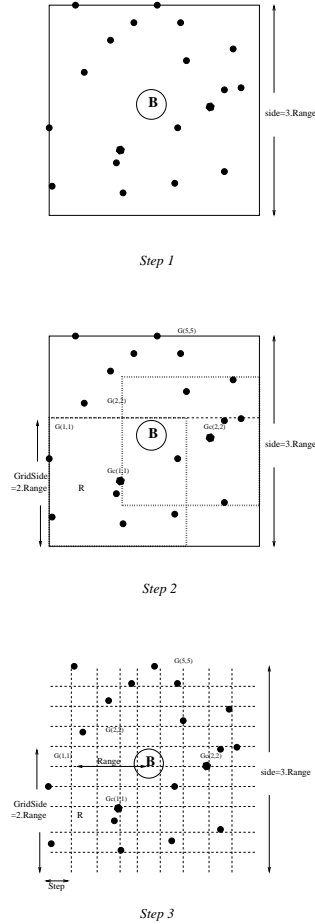 B
side=3.Range
Step 1
G(5,5)
G(2,2)
G(1,1)
B
Gc(2,2)
side=3.Range
Gc(1,1)
GridSide
=2.Range
R
Step 2
G(5,5)
G(2,2)
G(1,1)
Range
B
Gc(2,2)
side=3.Range
Gc(1,1)
GridSide
=2.Range
R
Step
Step 3